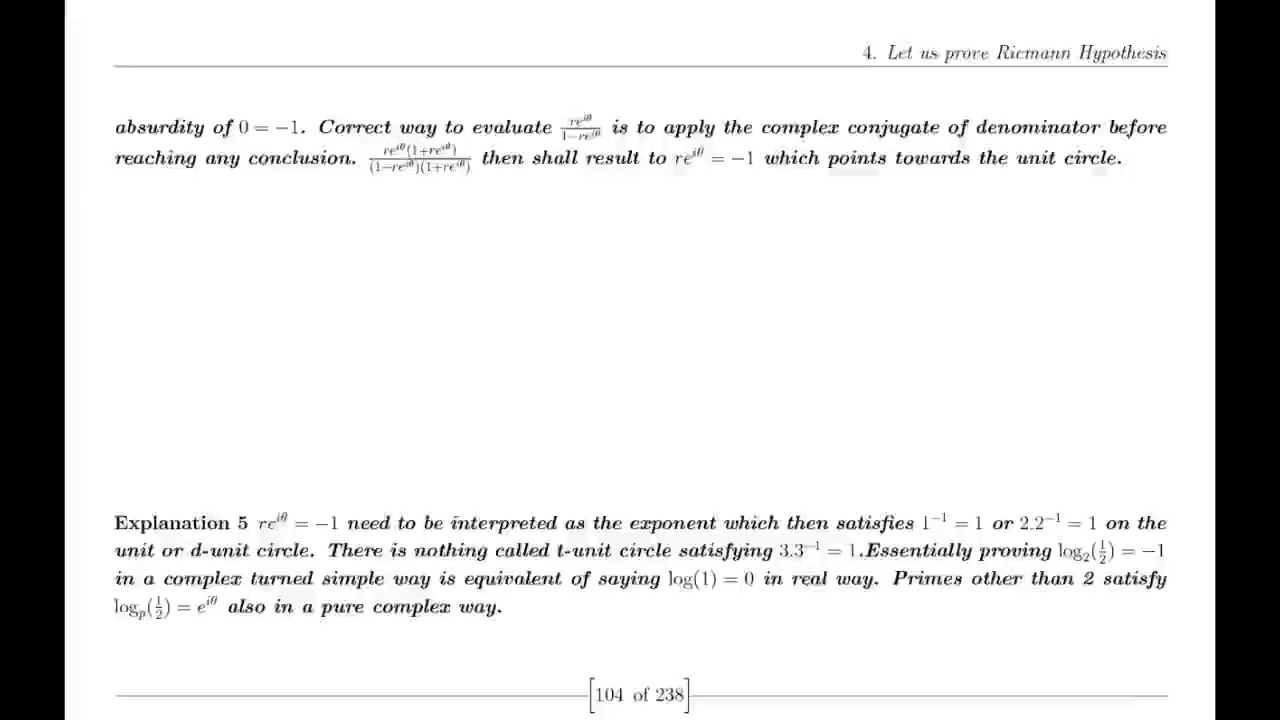 4. Let us prove Riemann Hypothesis
absurdity of 0 = −1. Correct way to evaluate re^{iθ}/(1−re^{iθ}) is to apply the complex conjugate of denominator before
reaching any conclusion. re^{iθ}(1+re^{iθ})/((1−re^{iθ})(1+re^{iθ}) then shall result to re^{iθ} = −1 which points towards the unit circle.
Explanation 5 re^{iθ} = −1 need to be interpreted as the exponent which then satisfies 1^{−1} = 1 or 2.2^{−1} = 1 on the
unit or d-unit circle. There is nothing called t-unit circle satisfying 3.3^{−1} = 1.Essentially proving log_2(1/2) = −1
in a complex turned simple way is equivalent of saying log(1) = 0 in real way. Primes other than 2 satisfy
log_p(1/2) = e^{iθ} also in a pure complex way.
[104 of 238]